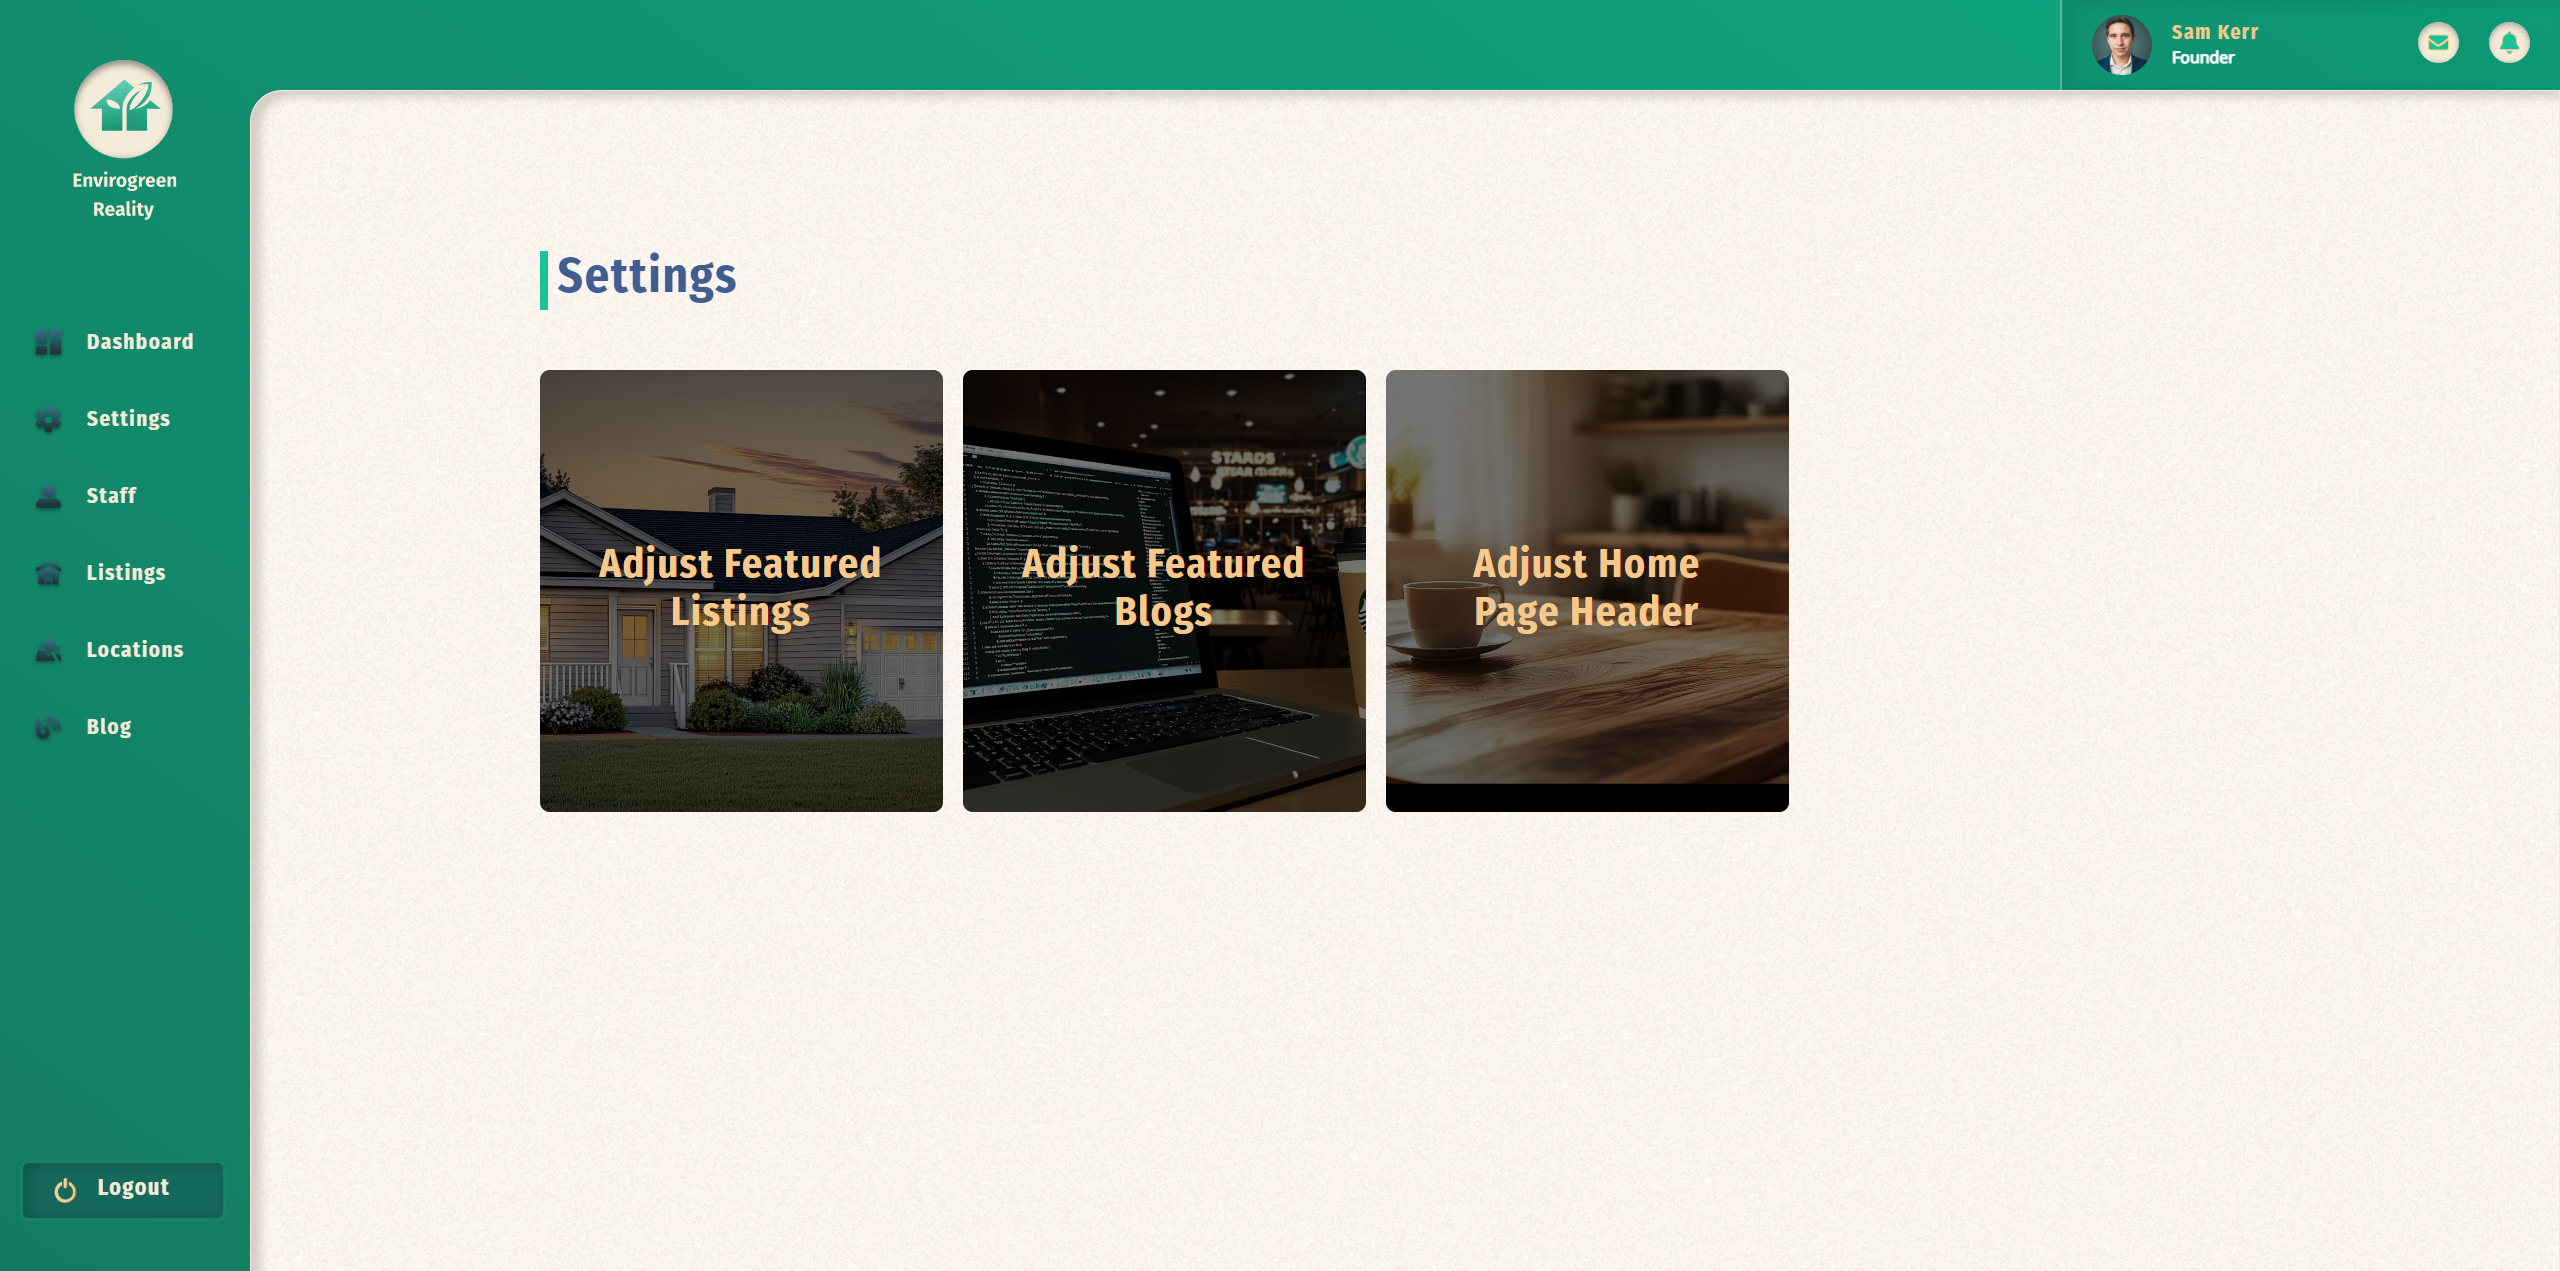 Sam Kerr
Founder
Envirogreen
Reality
Dashboard
Settings
Staff
Listings
Locations
Blog
Logout
Settings
Adjust Featured
Listings
STARDS
Adjust Featured
Blogs
Adjust Home
Page Header